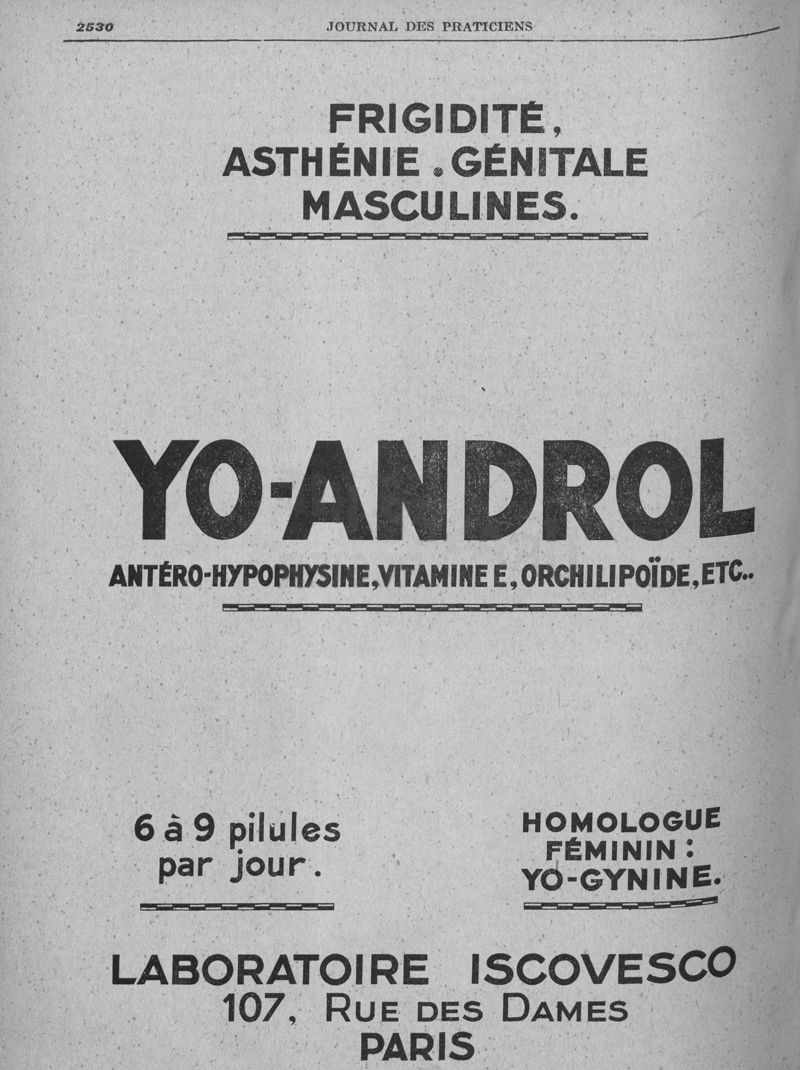 2530
JOURNAL DES PRATICIENS
FRIGIDITÉ,
ASTHÉNIE . GÉNITALE
MASCULINES.
YO-ANDROL
ANTÉRO-HYPOPHYSINE, VITAMINE E, ORCHILIPOÏDE, ETC..
6 à 9 pilules
par jour.
HOMOLOGUE
FÉMININ :
YO-GYNINE.
LABORATOIRE ISCOVESCO
107, RUE DES DAMES
PARIS